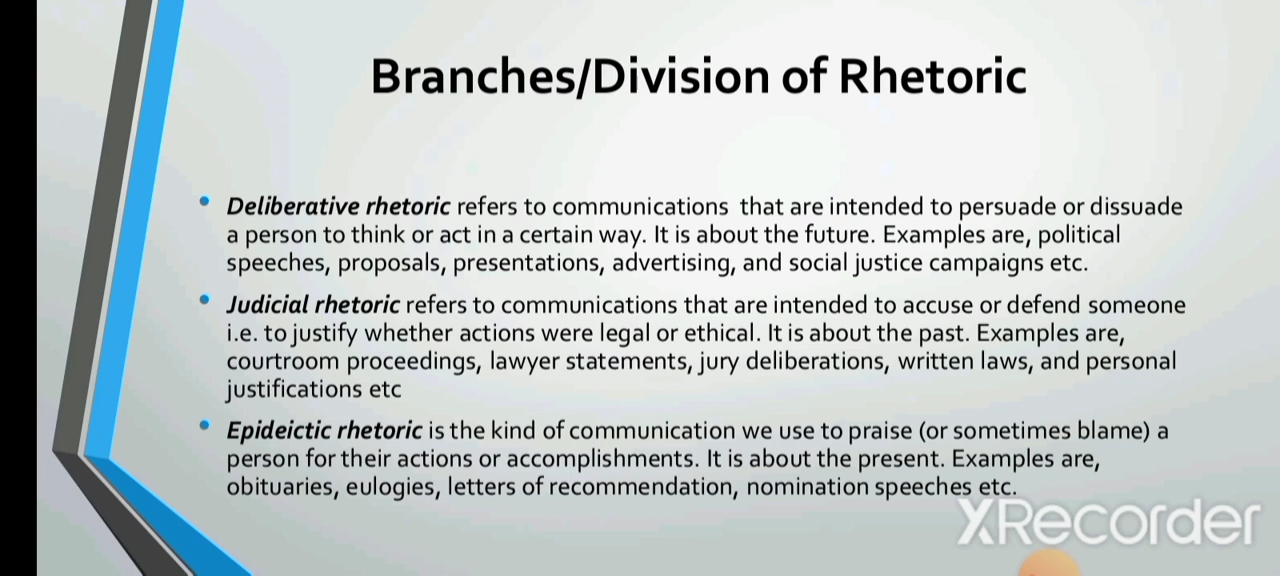 Branches/Division of Rhetoric
• Deliberative rhetoric refers to communications that are intended to persuade or dissuade
a person to think or act in a certain way. It is about the future. Examples are, political
speeches, proposals, presentations, advertising, and social justice campaigns etc.
• Judicial rhetoric refers to communications that are intended to accuse or defend someone
i.e. to justify whether actions were legal or ethical. It is about the past. Examples are,
courtroom proceedings, lawyer statements, jury deliberations, written laws, and personal
justifications etc
• Epideictic rhetoric is the kind of communication we use to praise (or sometimes blame) a
person for their actions or accomplishments. It is about the present. Examples are,
obituaries, eulogies, letters of recommendation, nomination speeches etc.
XRecorder